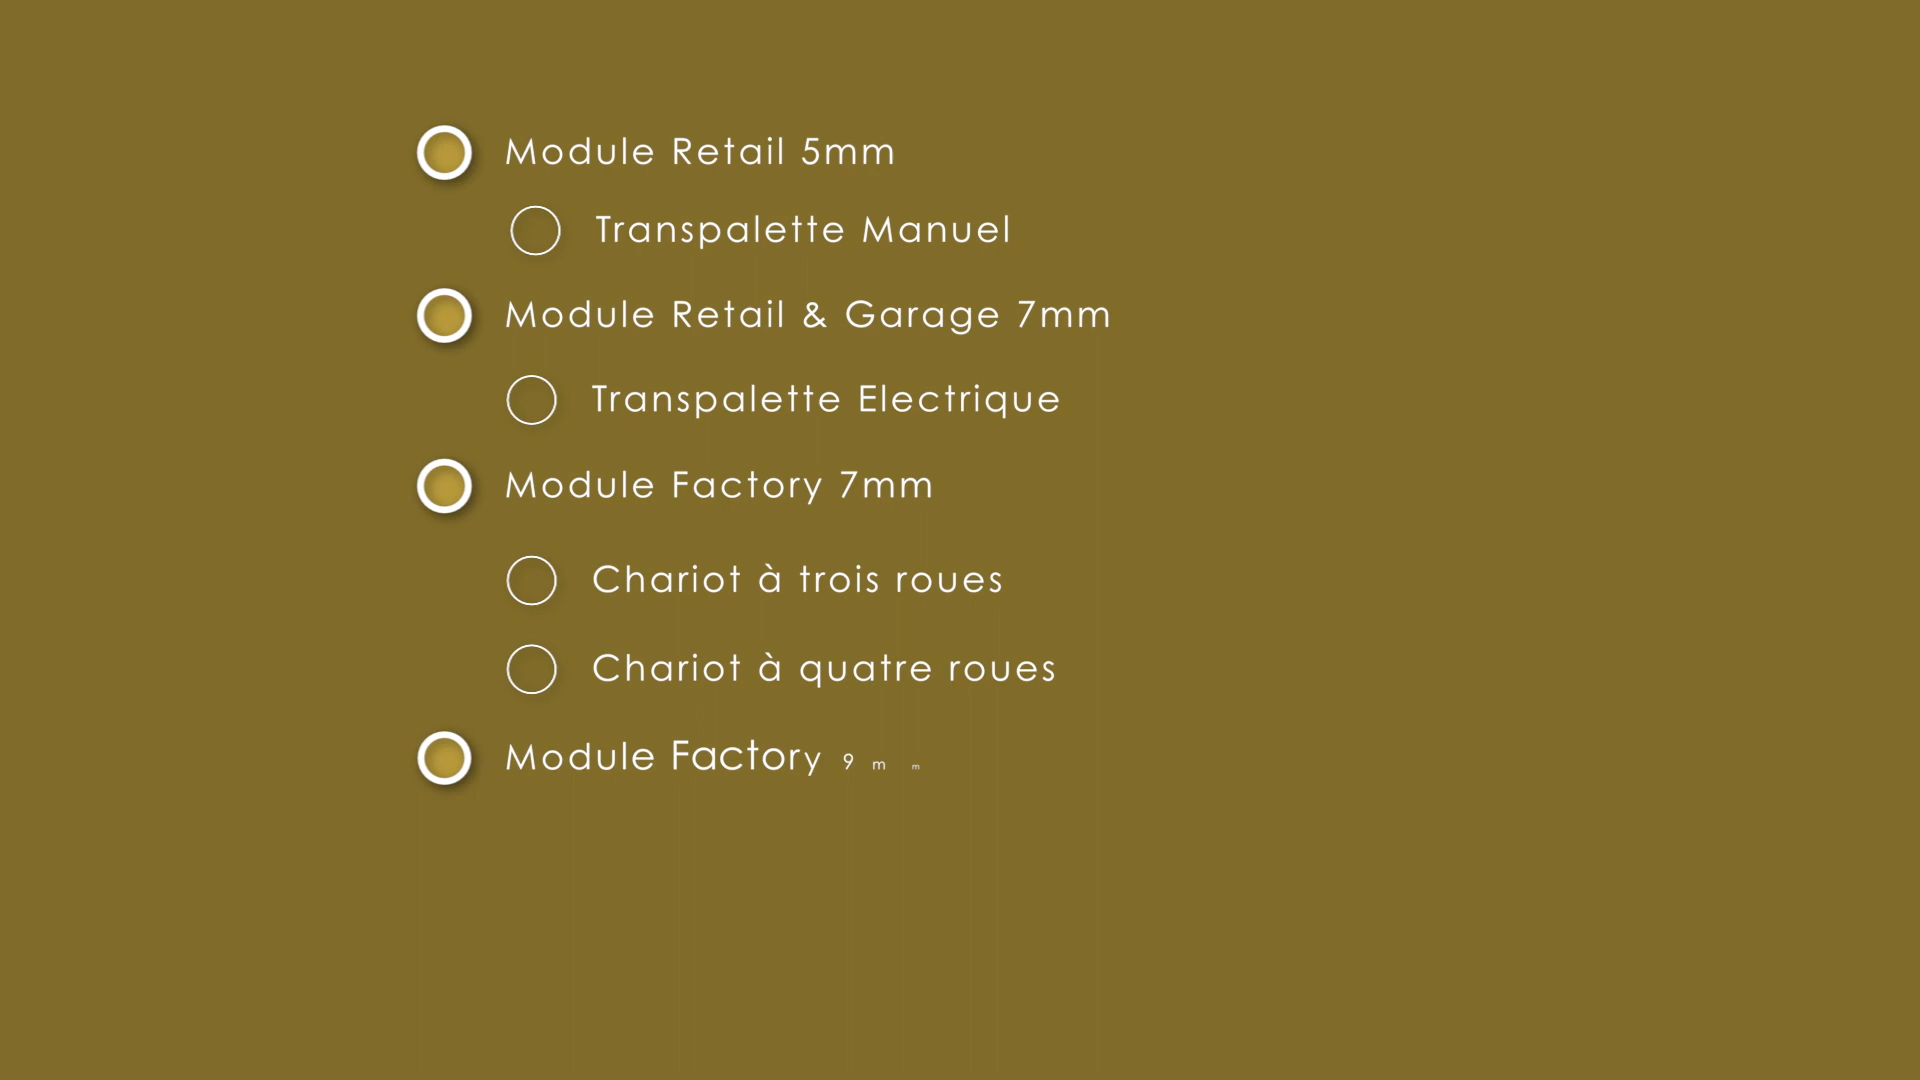 Module Retail 5mm
Transpalette Manuel
Module Retail & Garage 7mm
Transpalette Electrique
Module Factory 7mm
Chariot à trois roues
Chariot à quatre roues
Module Factory 9mm